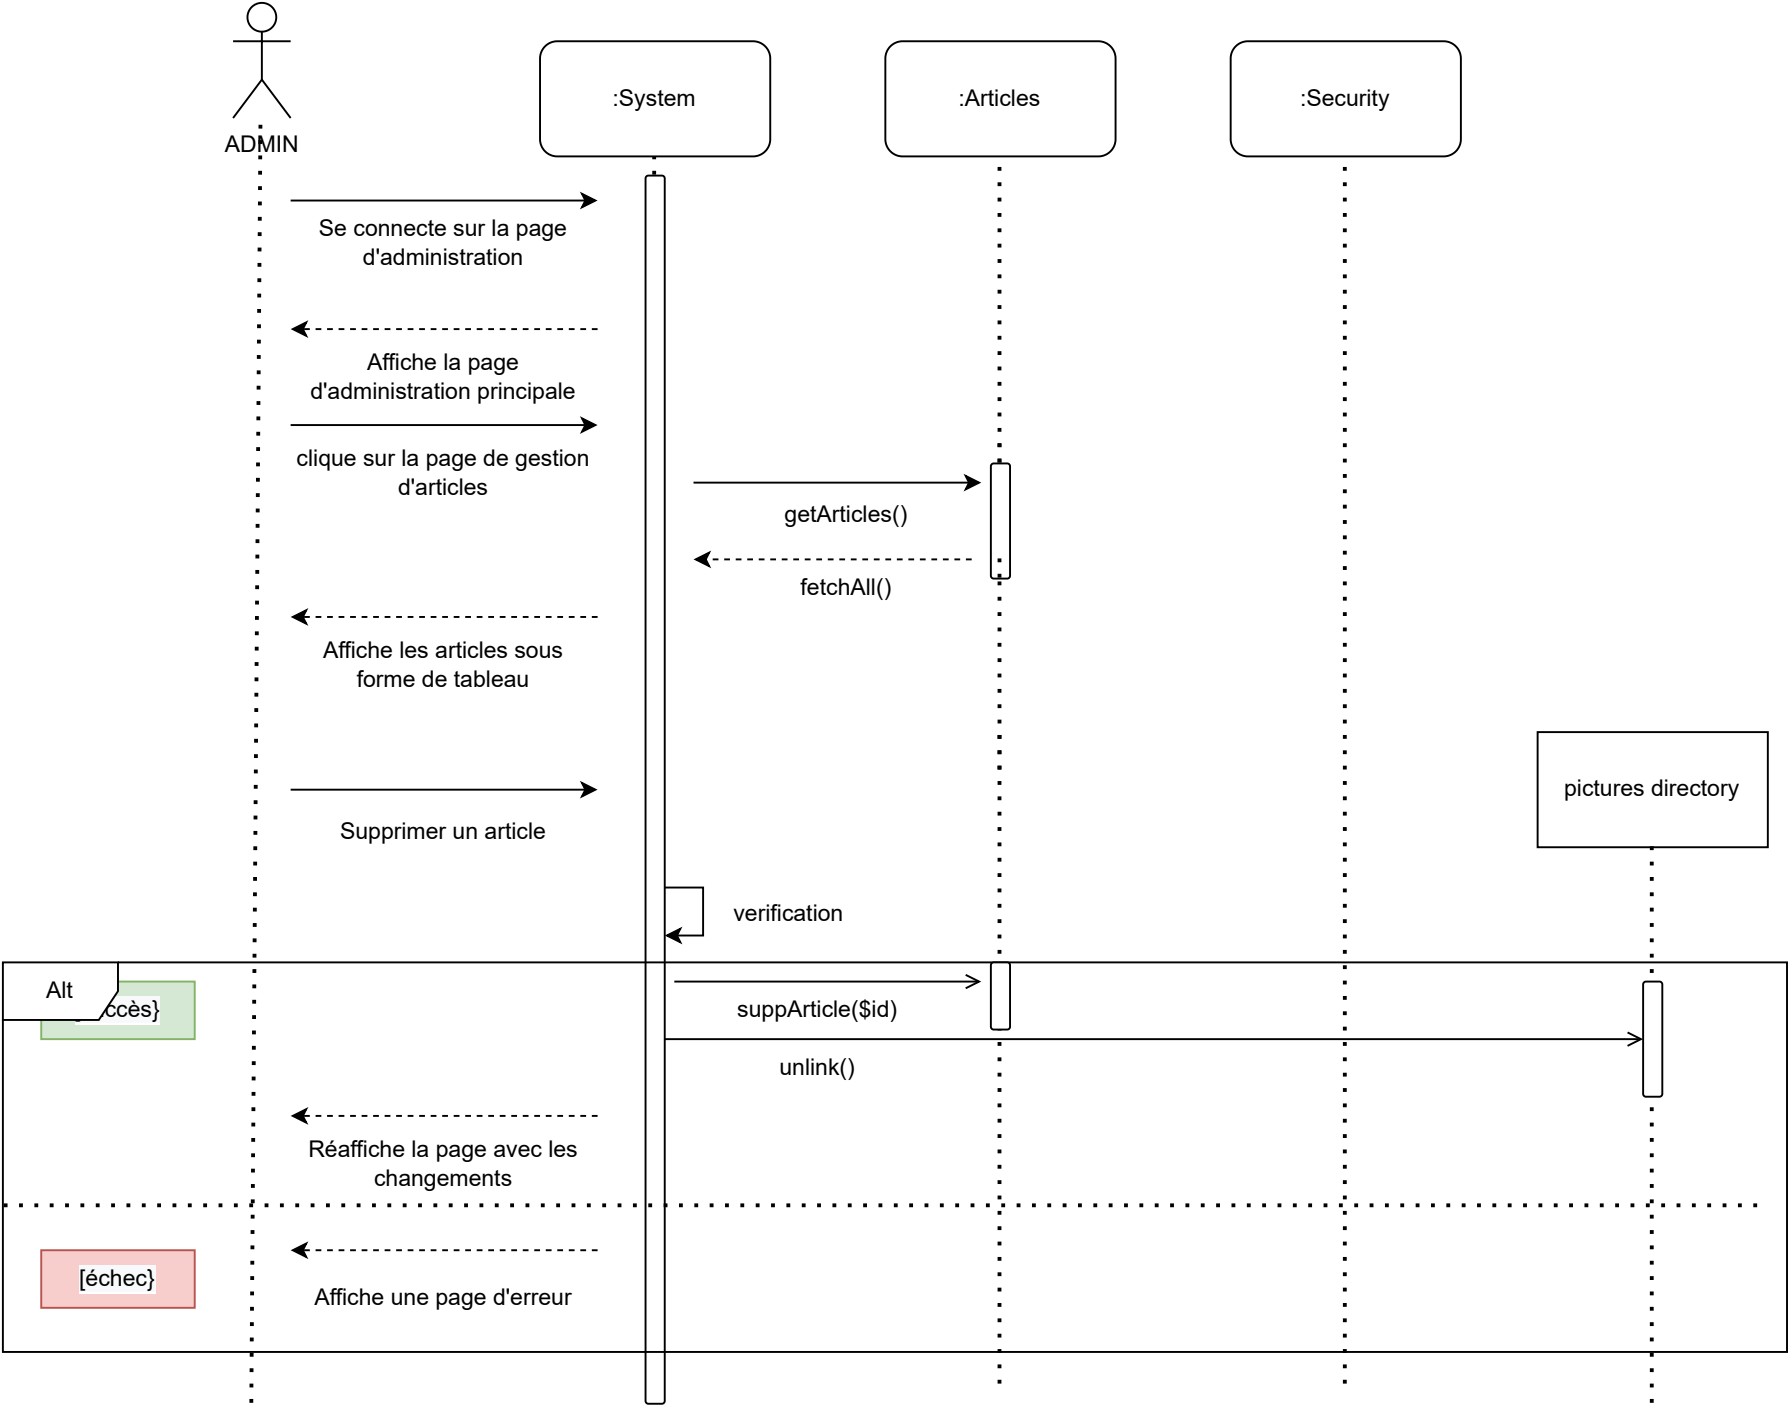 ADMIN
:System
:Articles
:Security
Se connecte sur la page
d'administration
Affiche la page
d'administration principale
clique sur la page de gestion
d'articles
getArticles()
fetchAll()
Affiche les articles sous
forme de tableau
pictures directory
Supprimer un article
verification
Alt
ccès}
suppArticle($id)
unlink()
Réaffiche la page avec les
changements
[échec}
Affiche une page d'erreur